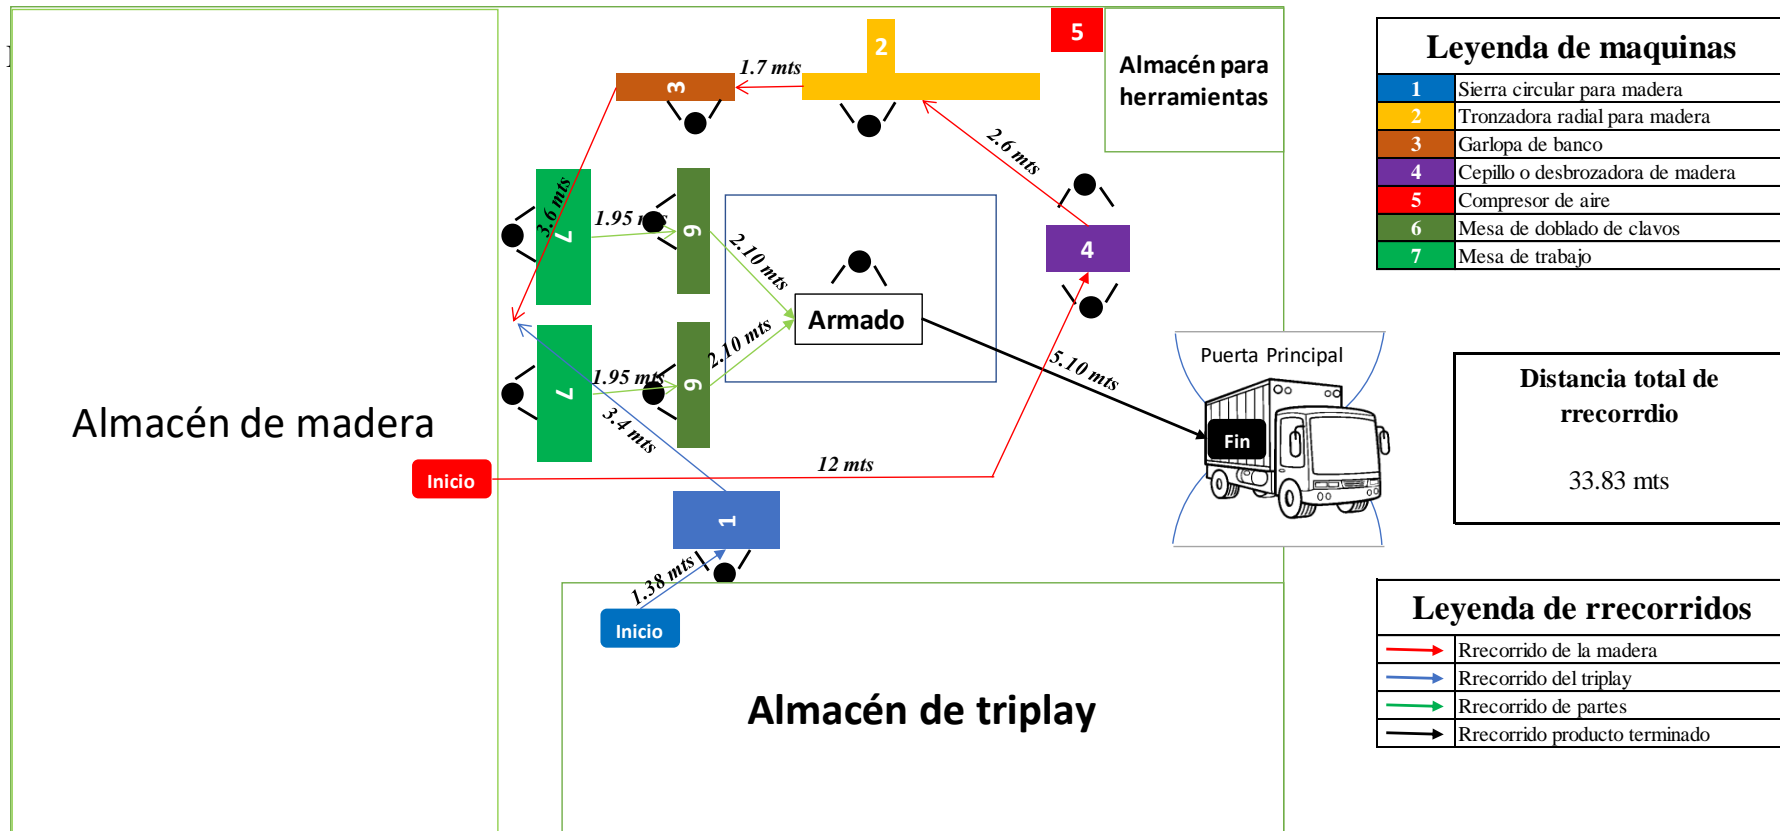 5
Almacén para
herramientas
2
1.7 mts
3
2.6 mts
3.6 mts
7
1.95 mts
6
2.10 mts
4
Armado
2.10 mts
5.10 mts
7
1.95 mts
6
3.4 mts
Almacén de madera
Inicio
12 mts
1
1.38 mts
Inicio
Almacén de triplay
Puerta Principal
Fin
Leyenda de maquinas
1 Sierra circular para madera
2 Tronzadora radial para madera
3 Garlopa de banco
4 Cepillo o desbrozadora de madera
5 Compresor de aire
6 Mesa de doblado de clavos
7 Mesa de trabajo
Distancia total de
rrecorrdio
33.83 mts
Leyenda de rrecorridos
Rrecorrido de la madera
Rrecorrido del triplay
Rrecorrido de partes
Rrecorrido producto terminado